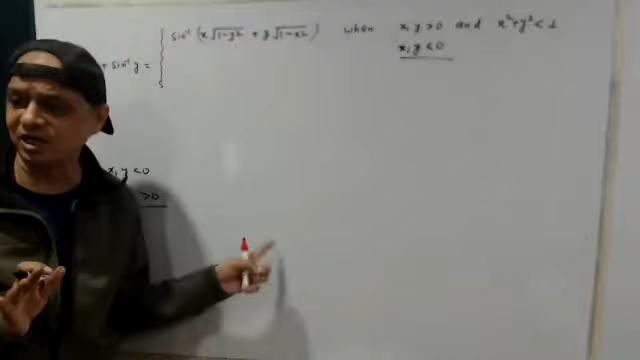 + sin⁻¹ y = { sin⁻¹ (x √1-y² + y √1-x²) when x, y > 0 and x² + y² < 1
x, y < 0
x, y < 0
> 0